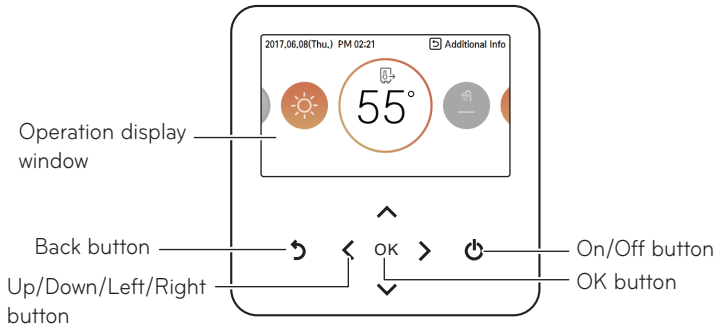 2017.06.08(Thu.) PM 02:21 Additional Info
55°
Operation display
window
Back button
OK
On/Off button
Up/Down/Left/Right
button
OK button